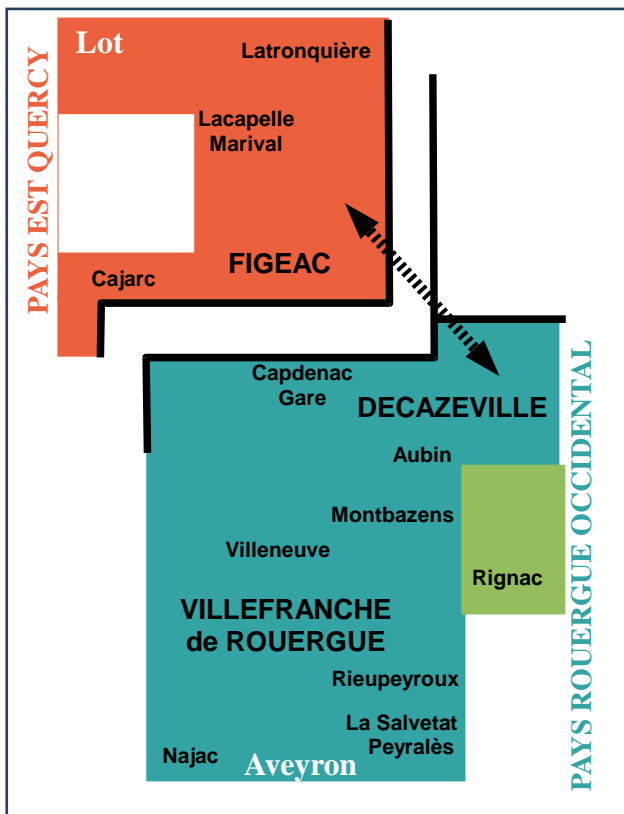 Lot
Latronquière
PAYS EST QUERCY
Lacapelle
Marival
FIGEAC
Cajarc
Capdenac
Gare
DECAZEVILLE
Aubin
PAYS ROUERGUE OCCIDENTAL
Montbazens
Villeneuve
Rignac
VILLEFRANCHE
de ROUERGUE
Rieupeyroux
La Salvetat
Peyralès
Najac
Aveyron